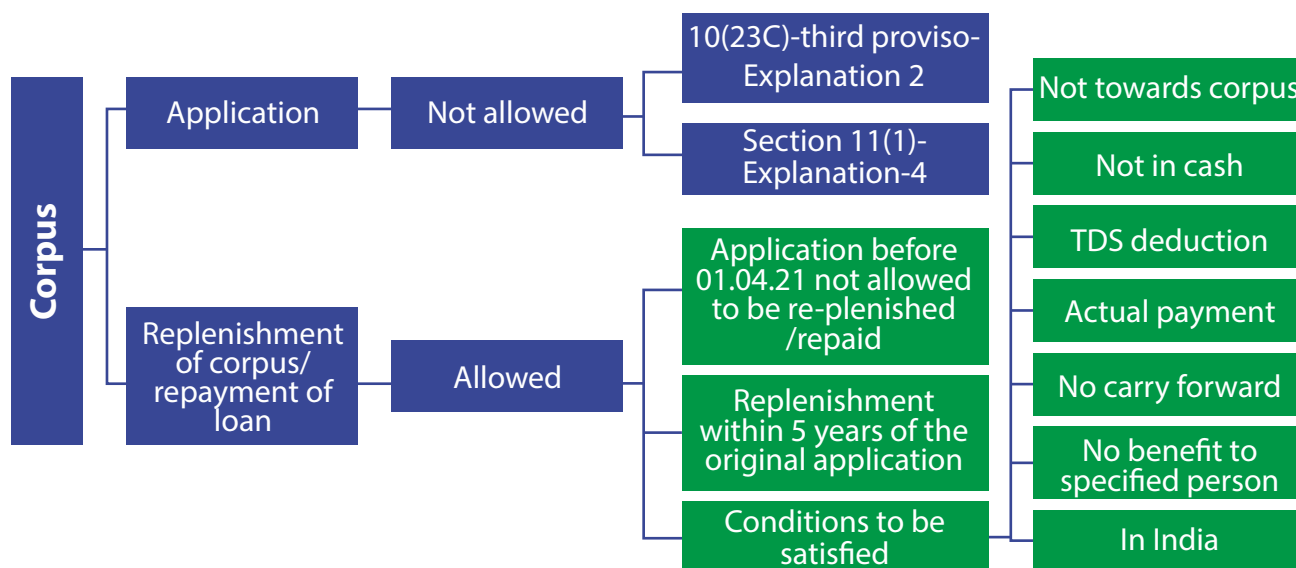 Corpus
Application
Not allowed
10(23C)-third proviso-
Explanation 2
Section 11(1)-
Explanation-4
Replenishment
of corpus/
repayment of
loan
Allowed
Application before
01.04.21 not allowed
to be re-plenished
/repaid
Replenishment
within 5 years of the
original application
Conditions to be
satisfied
Not towards corpus
Not in cash
TDS deduction
Actual payment
No carry forward
No benefit to
specified person
In India